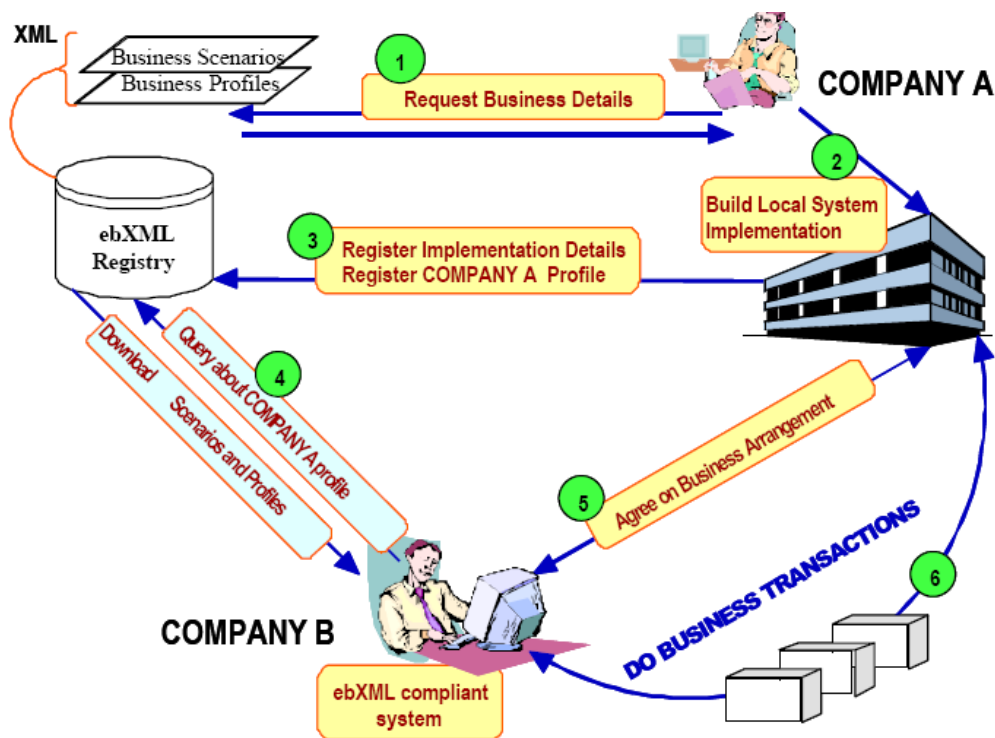 XML
Business Scenarios
Business Profiles
1
Request Business Details
COMPANY A
2
Build Local System
Implementation
ebXML
Registry
3
Register Implementation Details
Register COMPANY A Profile
4
Query about COMPANY A profile
Download Scenarios and Profiles
5
Agree on Business Arrangement
DO BUSINESS TRANSACTIONS
6
COMPANY B
ebXML compliant
system